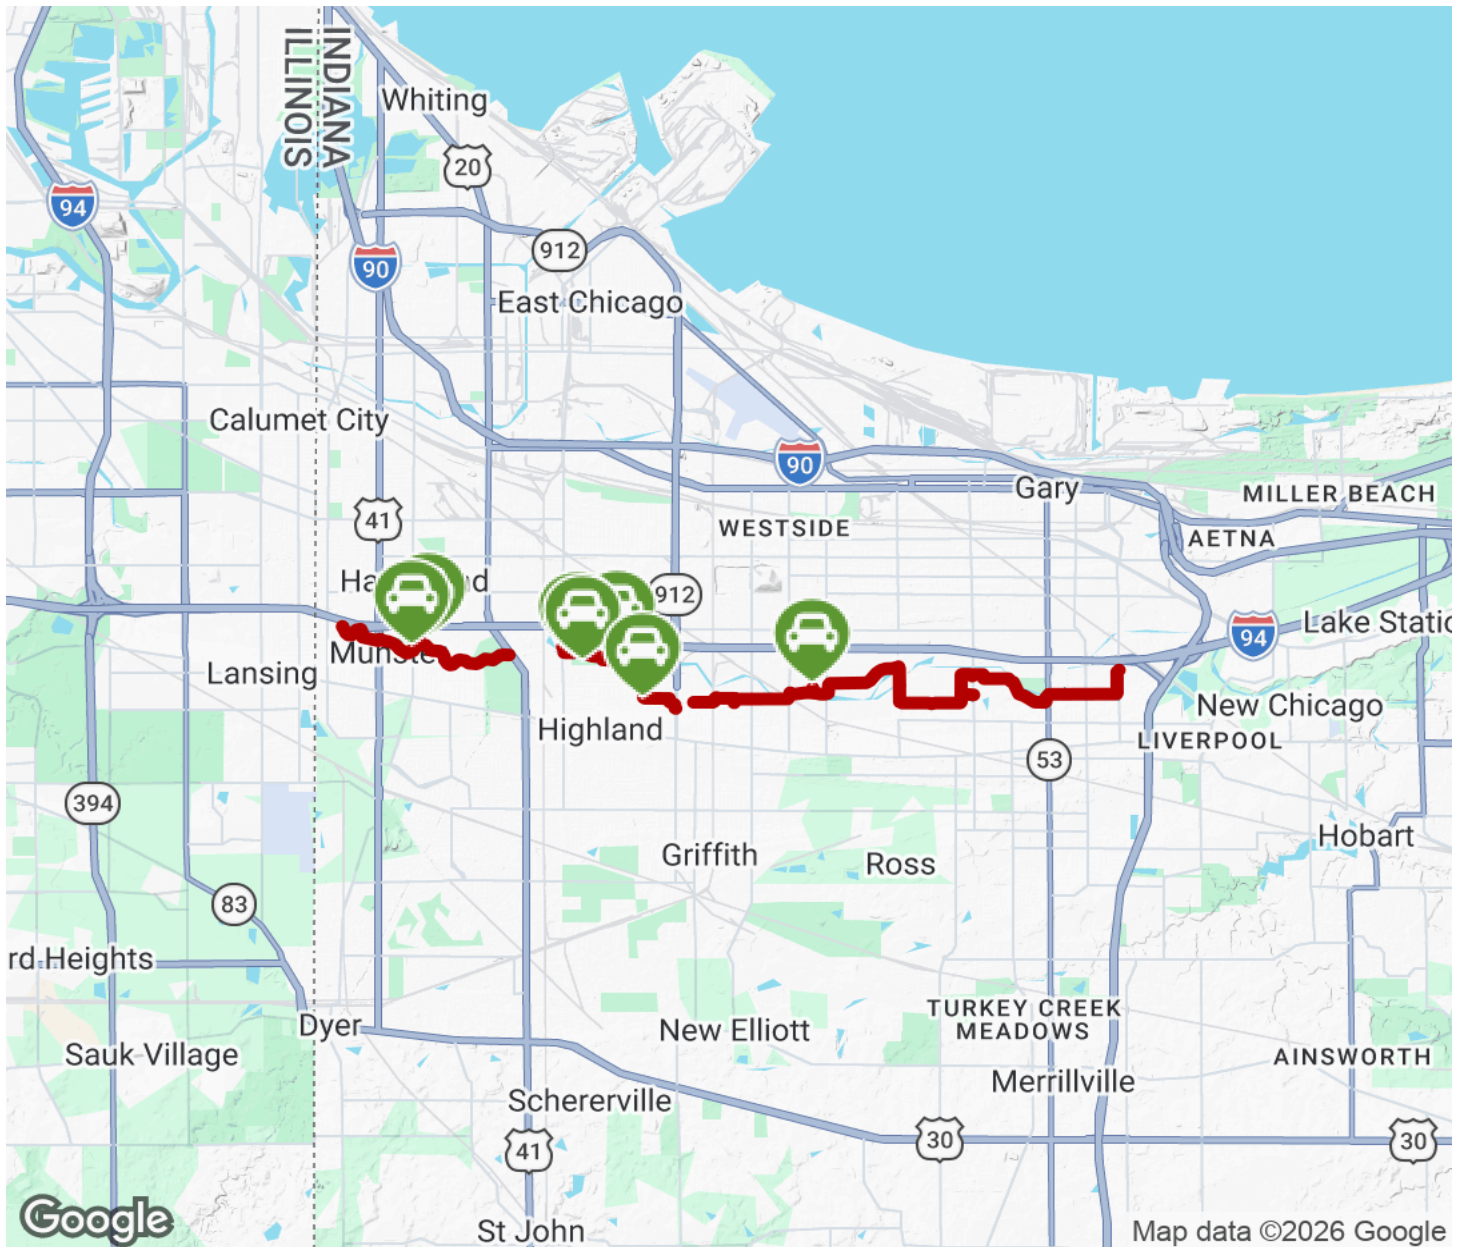 INDIANA
ILLINOIS
Whiting
20
94
912
90
East Chicago
Calumet City
90
Gary
MILLER BEACH
41
WESTSIDE
AETNA
912
94
Munste
Lansing
New Chicago
Highland
LIVERPOOL
53
394
Hobart
Griffith
Ross
83
rd Heights
TURKEY CREEK
MEADOWS
Dyer
New Elliott
Sauk Village
AINSWORTH
Merrillville
Schererville
30
30
41
St John
Google
Map data ©2026 Google